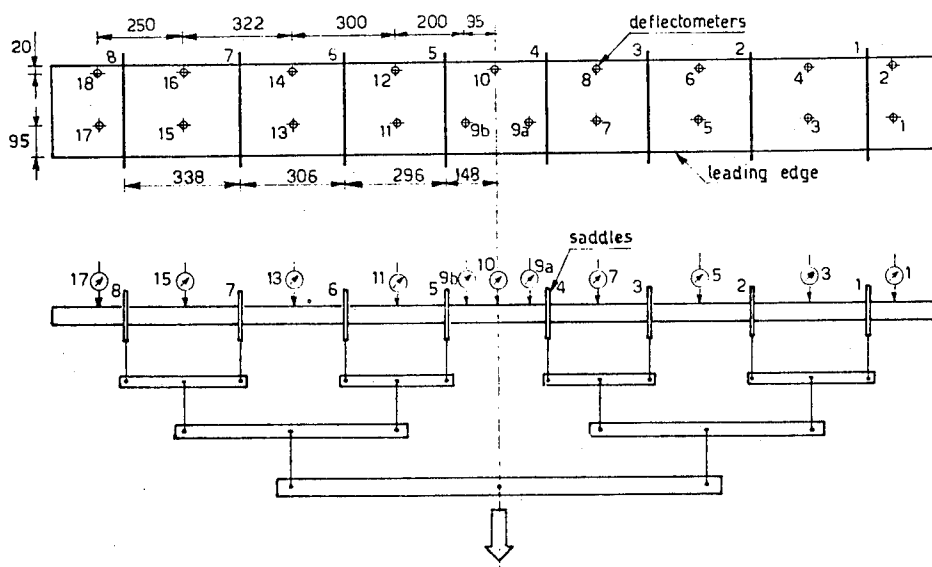 250 322 300 200 95
deflectometers
20
8 7 6 5 4 3 2 1
18 16 14 12 10 8 6 4 2
17 15 13 11 9b 9a 7 5 3 1
95
leading edge
338 306 296 148
saddles
17 15 13 11 9b 10 9a 7 5 3 1
8 7 6 5 4 3 2 1